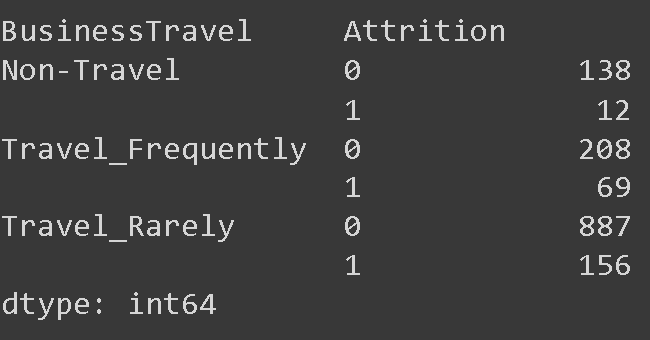 BusinessTravel     Attrition
Non-Travel         0            138
                   1             12
Travel_Frequently  0            208
                   1             69
Travel_Rarely      0            887
                   1            156
dtype: int64